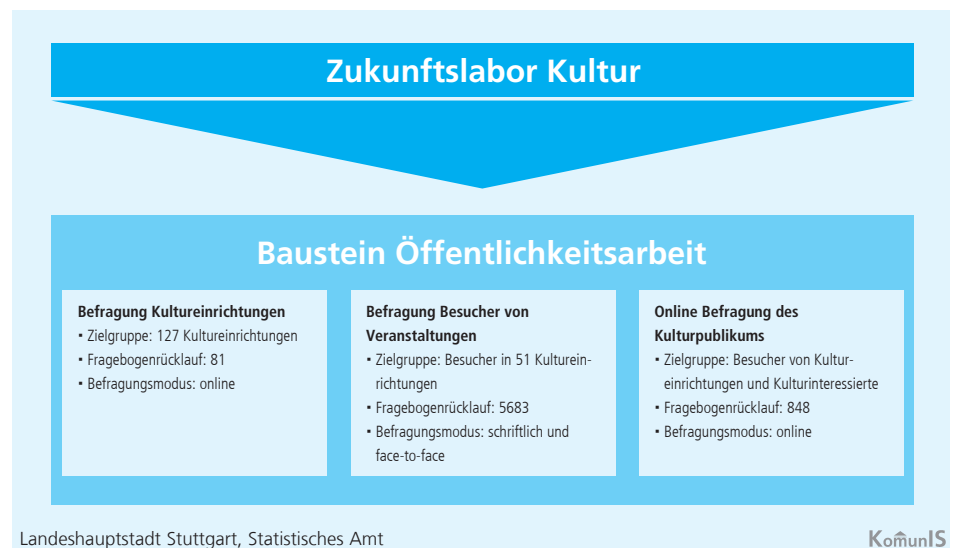 Zukunftslabor Kultur
Baustein Öffentlichkeitsarbeit
Befragung Kultureinrichtungen
▪ Zielgruppe: 127 Kultureinrichtungen
▪ Fragebogenrücklauf: 81
▪ Befragungsmodus: online
Befragung Besucher von
Veranstaltungen
▪ Zielgruppe: Besucher in 51 Kulturein-
richtungen
▪ Fragebogenrücklauf: 5683
▪ Befragungsmodus: schriftlich und
face-to-face
Online Befragung des
Kulturpublikums
▪ Zielgruppe: Besucher von Kultur-
einrichtungen und Kulturinteressierte
▪ Fragebogenrücklauf: 848
▪ Befragungsmodus: online
Landeshauptstadt Stuttgart, Statistisches Amt
KomunIS